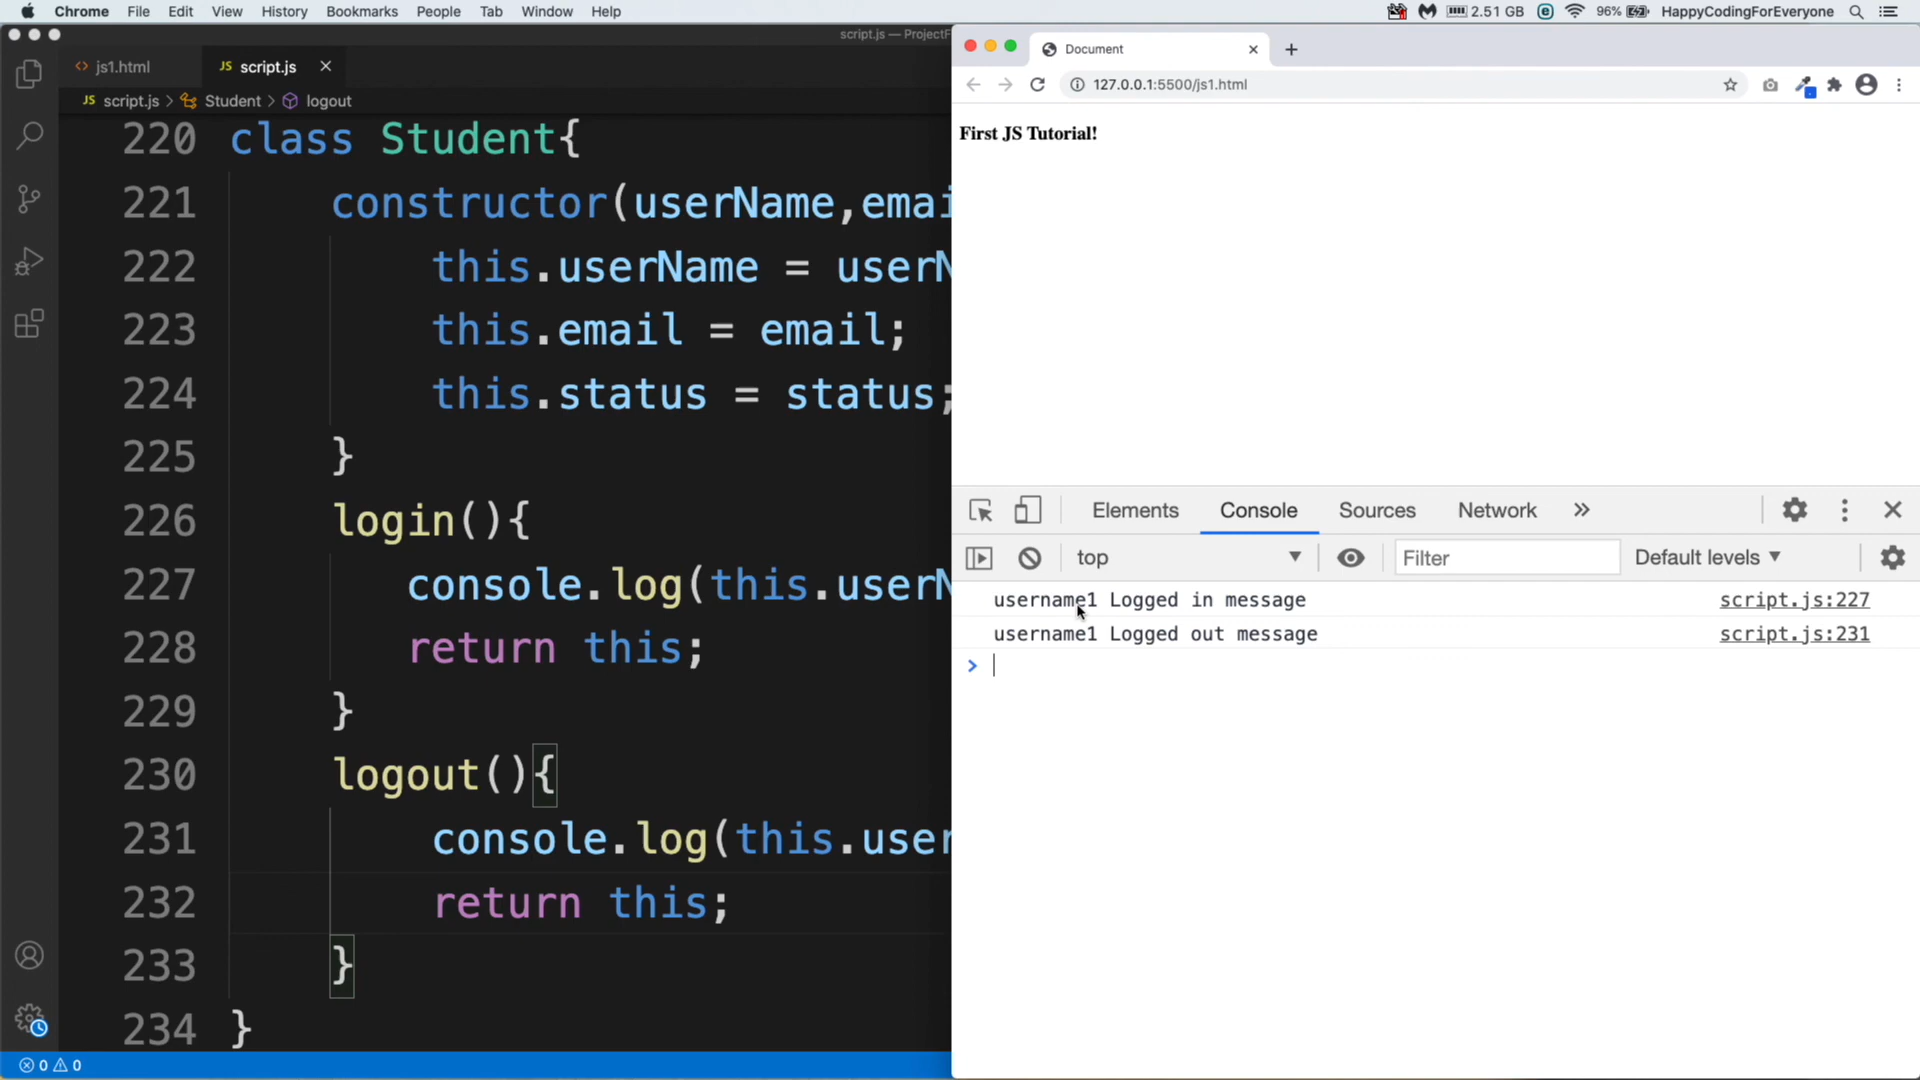 Chrome File Edit View History Bookmarks People Tab Window Help
2.51 GB 96% HappyCodingForEveryone
script.js — ProjectF
js1.html JS script.js
JS script.js > Student > logout
220 class Student{
221 constructor(userName,emai
222 this.userName = userN
223 this.email = email;
224 this.status = status;
225 }
226 login(){
227 console.log(this.userN
228 return this;
229 }
230 logout(){
231 console.log(this.user
232 return this;
233 }
234 }
0 0
Document
127.0.0.1:5500/js1.html
First JS Tutorial!
Elements Console Sources Network »
top Filter Default levels
username1 Logged in message script.js:227
username1 Logged out message script.js:231
>